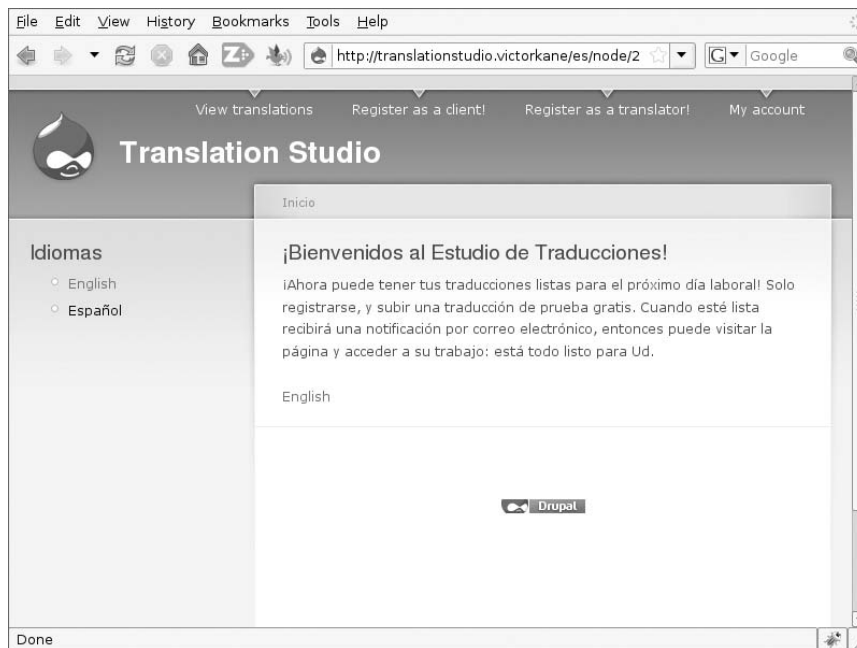 File Edit View History Bookmarks Tools Help
http://translationstudio.victorkane/es/node/2
G Google
View translations Register as a client! Register as a translator! My account
Translation Studio
Inicio
Idiomas
English
Español
¡Bienvenidos al Estudio de Traducciones!
¡Ahora puede tener tus traducciones listas para el próximo día laboral! Solo
registrarse, y subir una traducción de prueba gratis. Cuando esté lista
recibirá una notificación por correo electrónico, entonces puede visitar la
página y acceder a su trabajo: está todo listo para Ud.
English
Drupal
Done